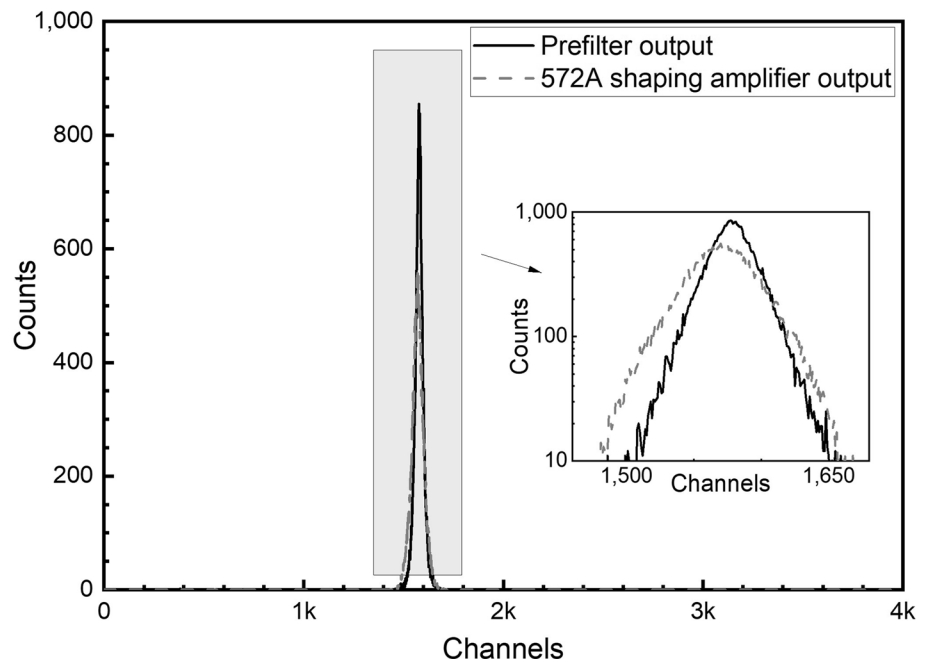 1,000
800
600
400
200
0
Counts
0 1k 2k 3k 4k
Channels
Prefilter output
572A shaping amplifier output
1,000
100
10
Counts
1,500 1,650
Channels